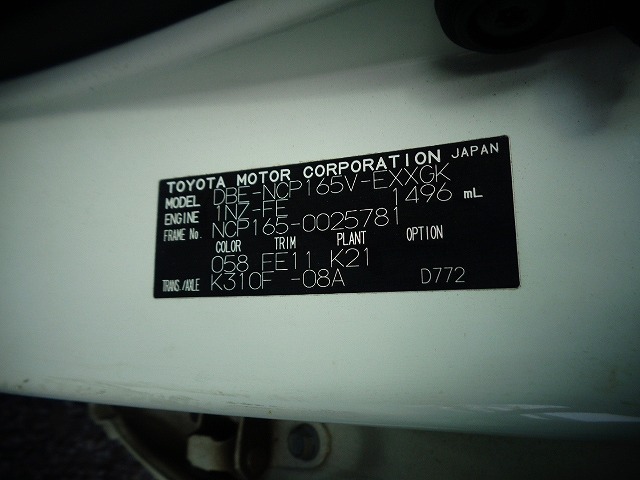 TOYOTA MOTOR CORPORATION JAPAN
MODEL DBE-NCP165V-EXXGK
ENGINE 1NZ-FE 1496 mL
FRAME No. NCP165-0025781
COLOR TRIM PLANT OPTION
058 EE11 K21
TRANS./AXLE K310F -08A D772